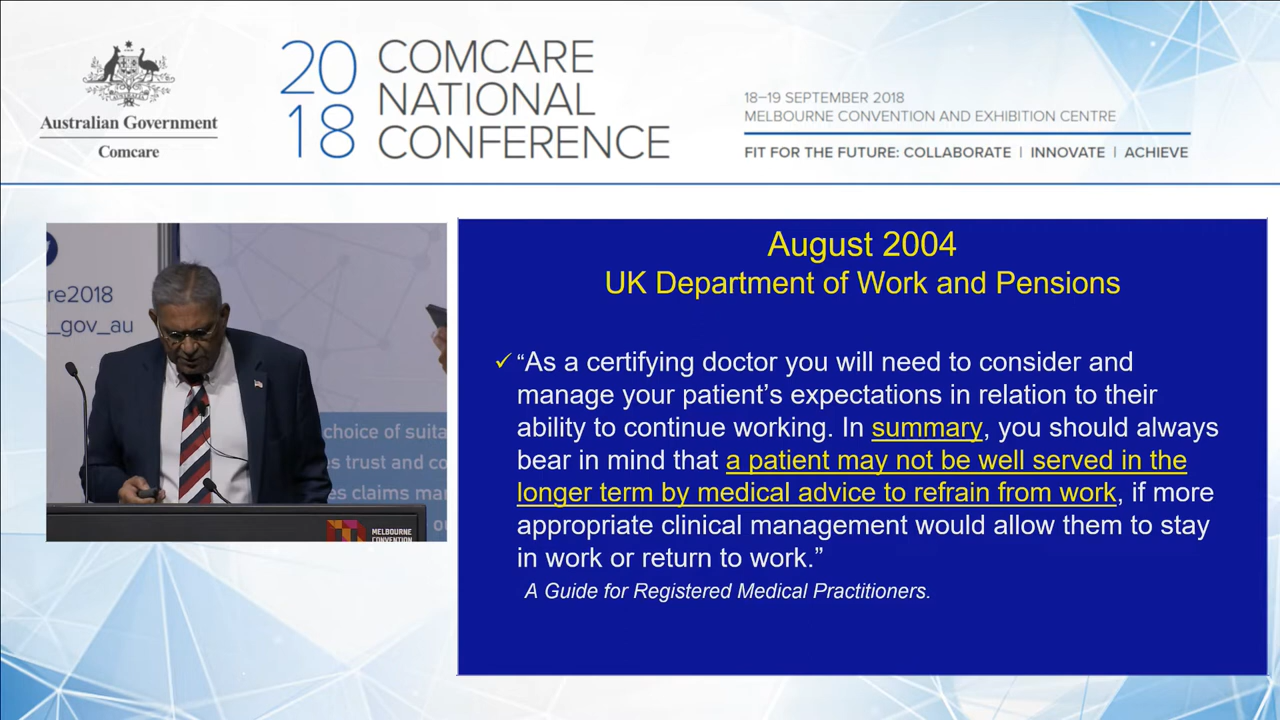 Australian Government
Comcare
20
18
COMCARE
NATIONAL
CONFERENCE
18–19 SEPTEMBER 2018
MELBOURNE CONVENTION AND EXHIBITION CENTRE
FIT FOR THE FUTURE: COLLABORATE | INNOVATE | ACHIEVE
re2018
_gov_au
choice of suita
es trust and co
es claims ma
MELBOURNE
CONVENTION
August 2004
UK Department of Work and Pensions
✓ “As a certifying doctor you will need to consider and
manage your patient’s expectations in relation to their
ability to continue working. In summary, you should always
bear in mind that a patient may not be well served in the
longer term by medical advice to refrain from work, if more
appropriate clinical management would allow them to stay
in work or return to work.”
A Guide for Registered Medical Practitioners.